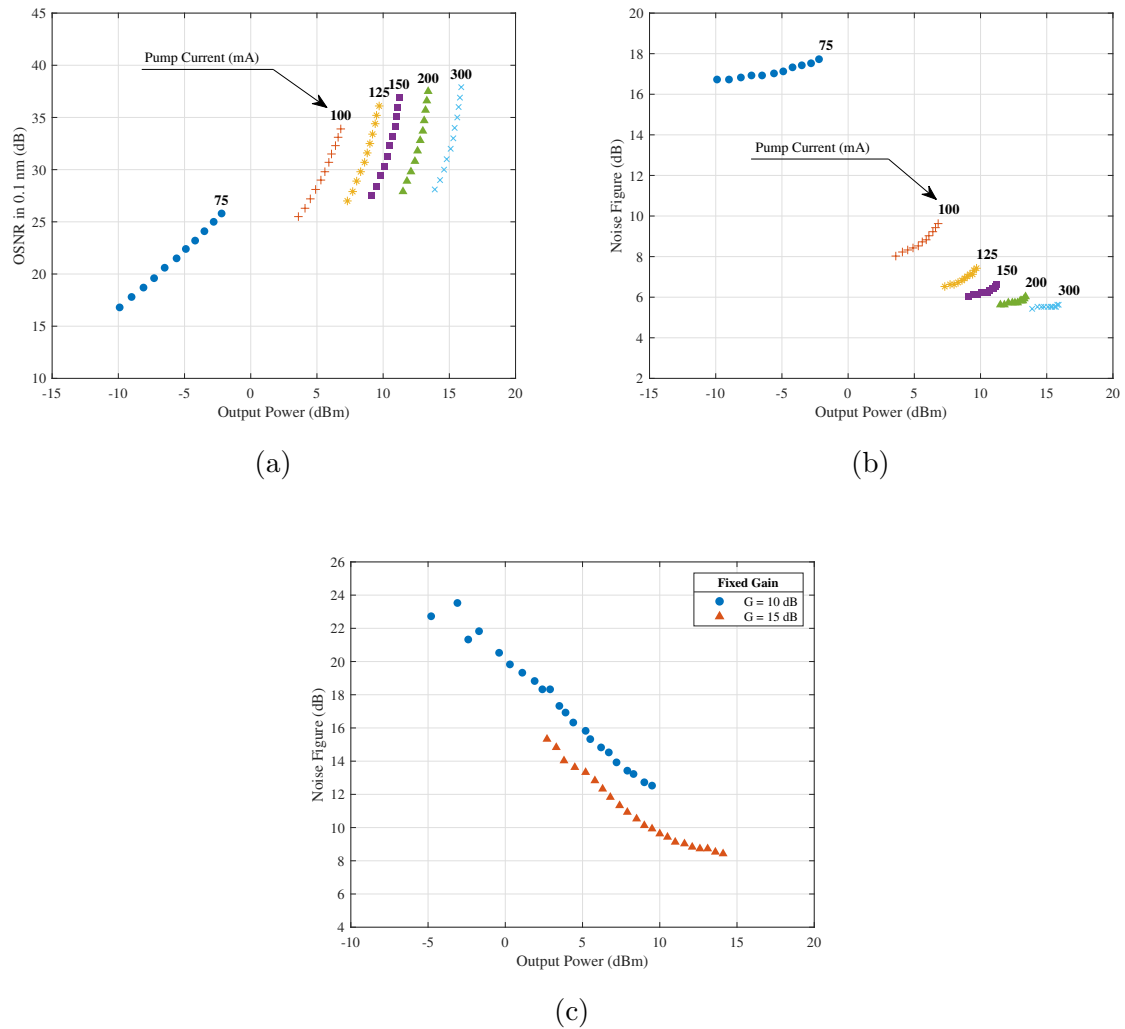 45
40
35
30
25
20
15
10
OSNR in 0.1 nm (dB)
Pump Current (mA)
75
100
125
150
200
300
-15 -10 -5 0 5 10 15 20
Output Power (dBm)
(a)
20
18
16
14
12
10
8
6
4
2
Noise Figure (dB)
75
Pump Current (mA)
100
125
150
200
300
-15 -10 -5 0 5 10 15 20
Output Power (dBm)
(b)
26
24
22
20
18
16
14
12
10
8
6
4
Noise Figure (dB)
Fixed Gain
G = 10 dB
G = 15 dB
-10 -5 0 5 10 15 20
Output Power (dBm)
(c)